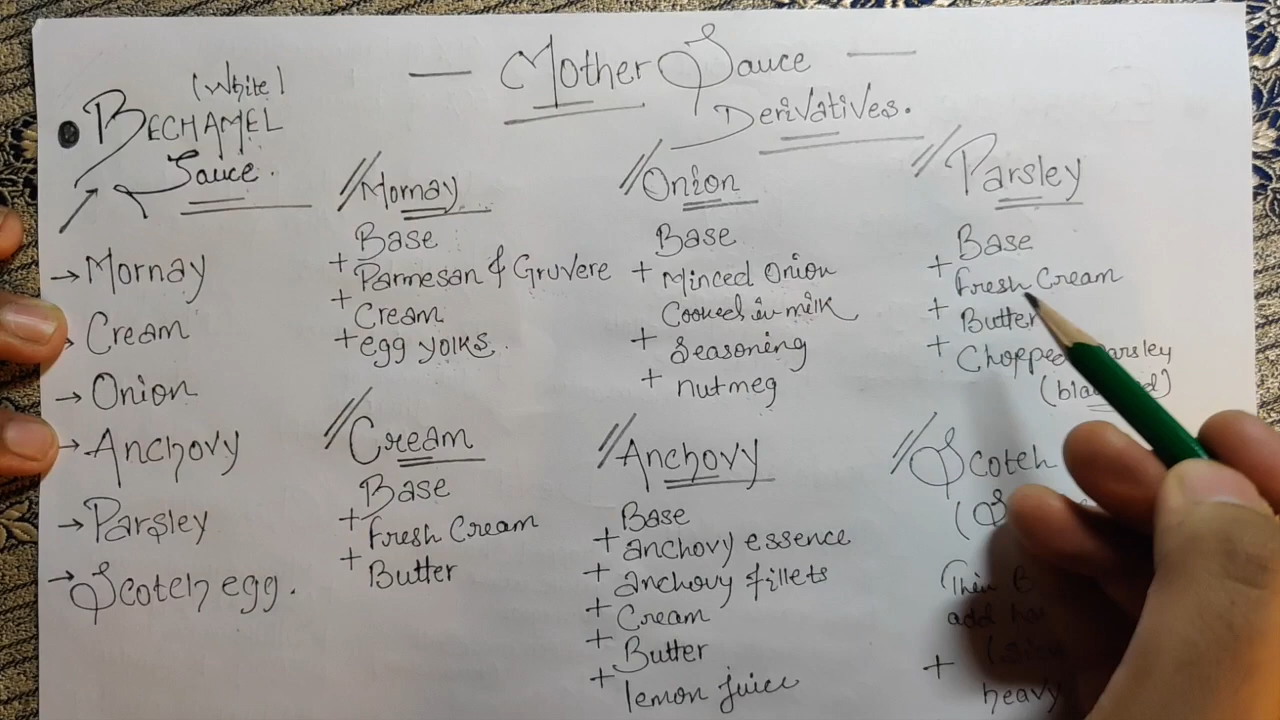 Mother Sauce
Derivatives.
(White)
BECHAMEL
Sauce.
→ Mornay
→ Cream
→ Onion
→ Anchovy
→ Parsley
→ Scotch egg.
Mornay
Base
+ Parmesan & Gruvere
+ Cream
+ egg yolks.
Cream
Base
+ Fresh Cream
+ Butter
Onion
Base
+ Minced Onion
Cooked in milk
+ Seasoning
+ nutmeg
Anchovy
Base
+ anchovy essence
+ anchovy fillets
+ Cream
+ Butter
+ lemon juice
Parsley
Base
+ Fresh Cream
+ Butter
+ Chopped Parsley
Scotch
add
+
heavy